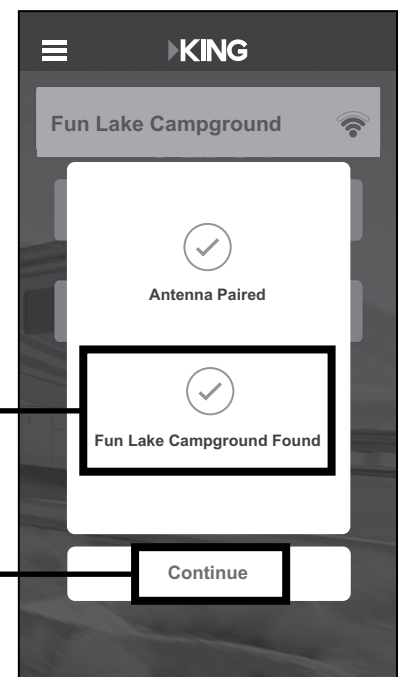 KING
Fun Lake Campground
Antenna Paired
Fun Lake Campground Found
Continue